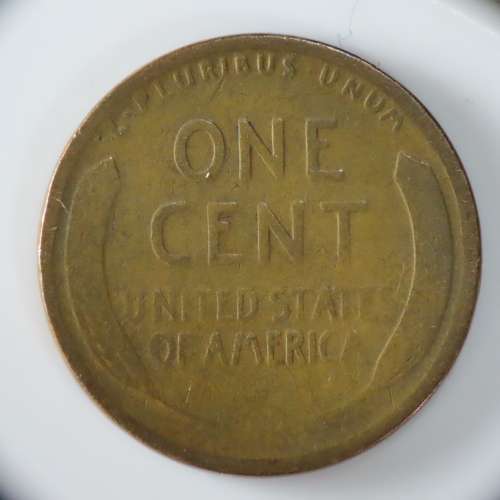 E PLURIBUS UNUM
ONE
CENT
UNITED STATES
OF AMERICA